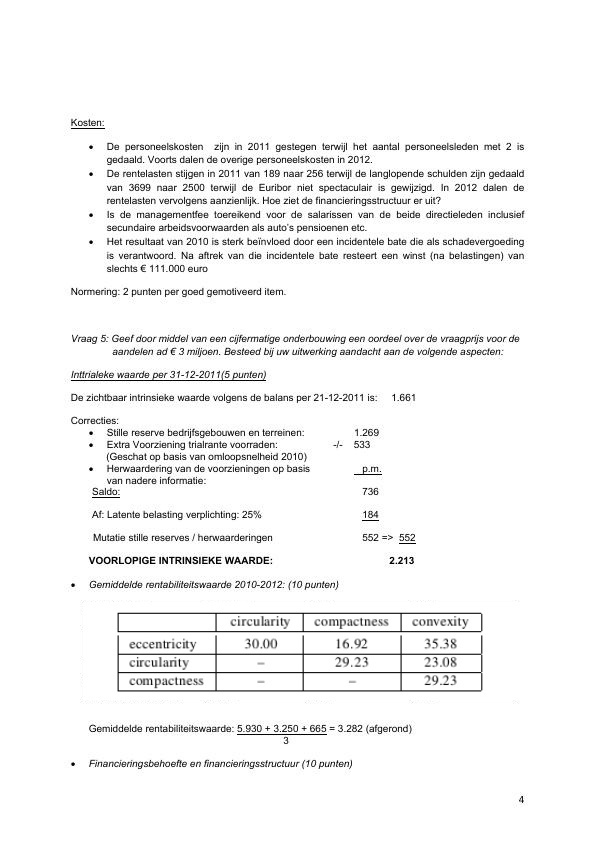 Kosten:
• De personeelskosten zijn in 2011 gestegen terwijl het aantal personeelsleden met 2 is
gedaald. Voorts dalen de overige personeelskosten in 2012.
• De rentelasten stijgen in 2011 van 189 naar 256 terwijl de langlopende schulden zijn gedaald
van 3699 naar 2500 terwijl de Euribor niet spectaculair is gewijzigd. In 2012 dalen de
rentelasten vervolgens aanzienlijk. Hoe ziet de financieringsstructuur er uit?
• Is de managementfee toereikend voor de salarissen van de beide directieleden inclusief
secundaire arbeidsvoorwaarden als auto's pensioenen etc.
• Het resultaat van 2010 is sterk beïnvloed door een incidentele bate die als schadevergoeding
is verantwoord. Na aftrek van die incidentele bate resteert een winst (na belastingen) van
slechts € 111.000 euro
Normering: 2 punten per goed gemotiveerd item.
Vraag 5: Geef door middel van een cijfermatige onderbouwing een oordeel over de vraagprijs voor de
aandelen ad € 3 miljoen. Besteed bij uw uitwerking aandacht aan de volgende aspecten:
Inttrialeke waarde per 31-12-2011(5 punten)
De zichtbaar intrinsieke waarde volgens de balans per 21-12-2011 is: 1.661
Correcties:
• Stille reserve bedrijfsgebouwen en terreinen: 1.269
• Extra Voorziening trialrante voorraden: -/- 533
(Geschat op basis van omloopsnelheid 2010)
• Herwaardering van de voorzieningen op basis p.m.
van nadere informatie:
Saldo: 736
Af: Latente belasting verplichting: 25% 184
Mutatie stille reserves / herwaarderingen 552 => 552
VOORLOPIGE INTRINSIEKE WAARDE: 2.213
• Gemiddelde rentabiliteitswaarde 2010-2012: (10 punten)
circularity compactness convexity
eccentricity 30.00 16.92 35.38
circularity – 29.23 23.08
compactness – – 29.23
Gemiddelde rentabiliteitswaarde: 5.930 + 3.250 + 665 = 3.282 (afgerond)
3
• Financieringsbehoefte en financieringsstructuur (10 punten)
4